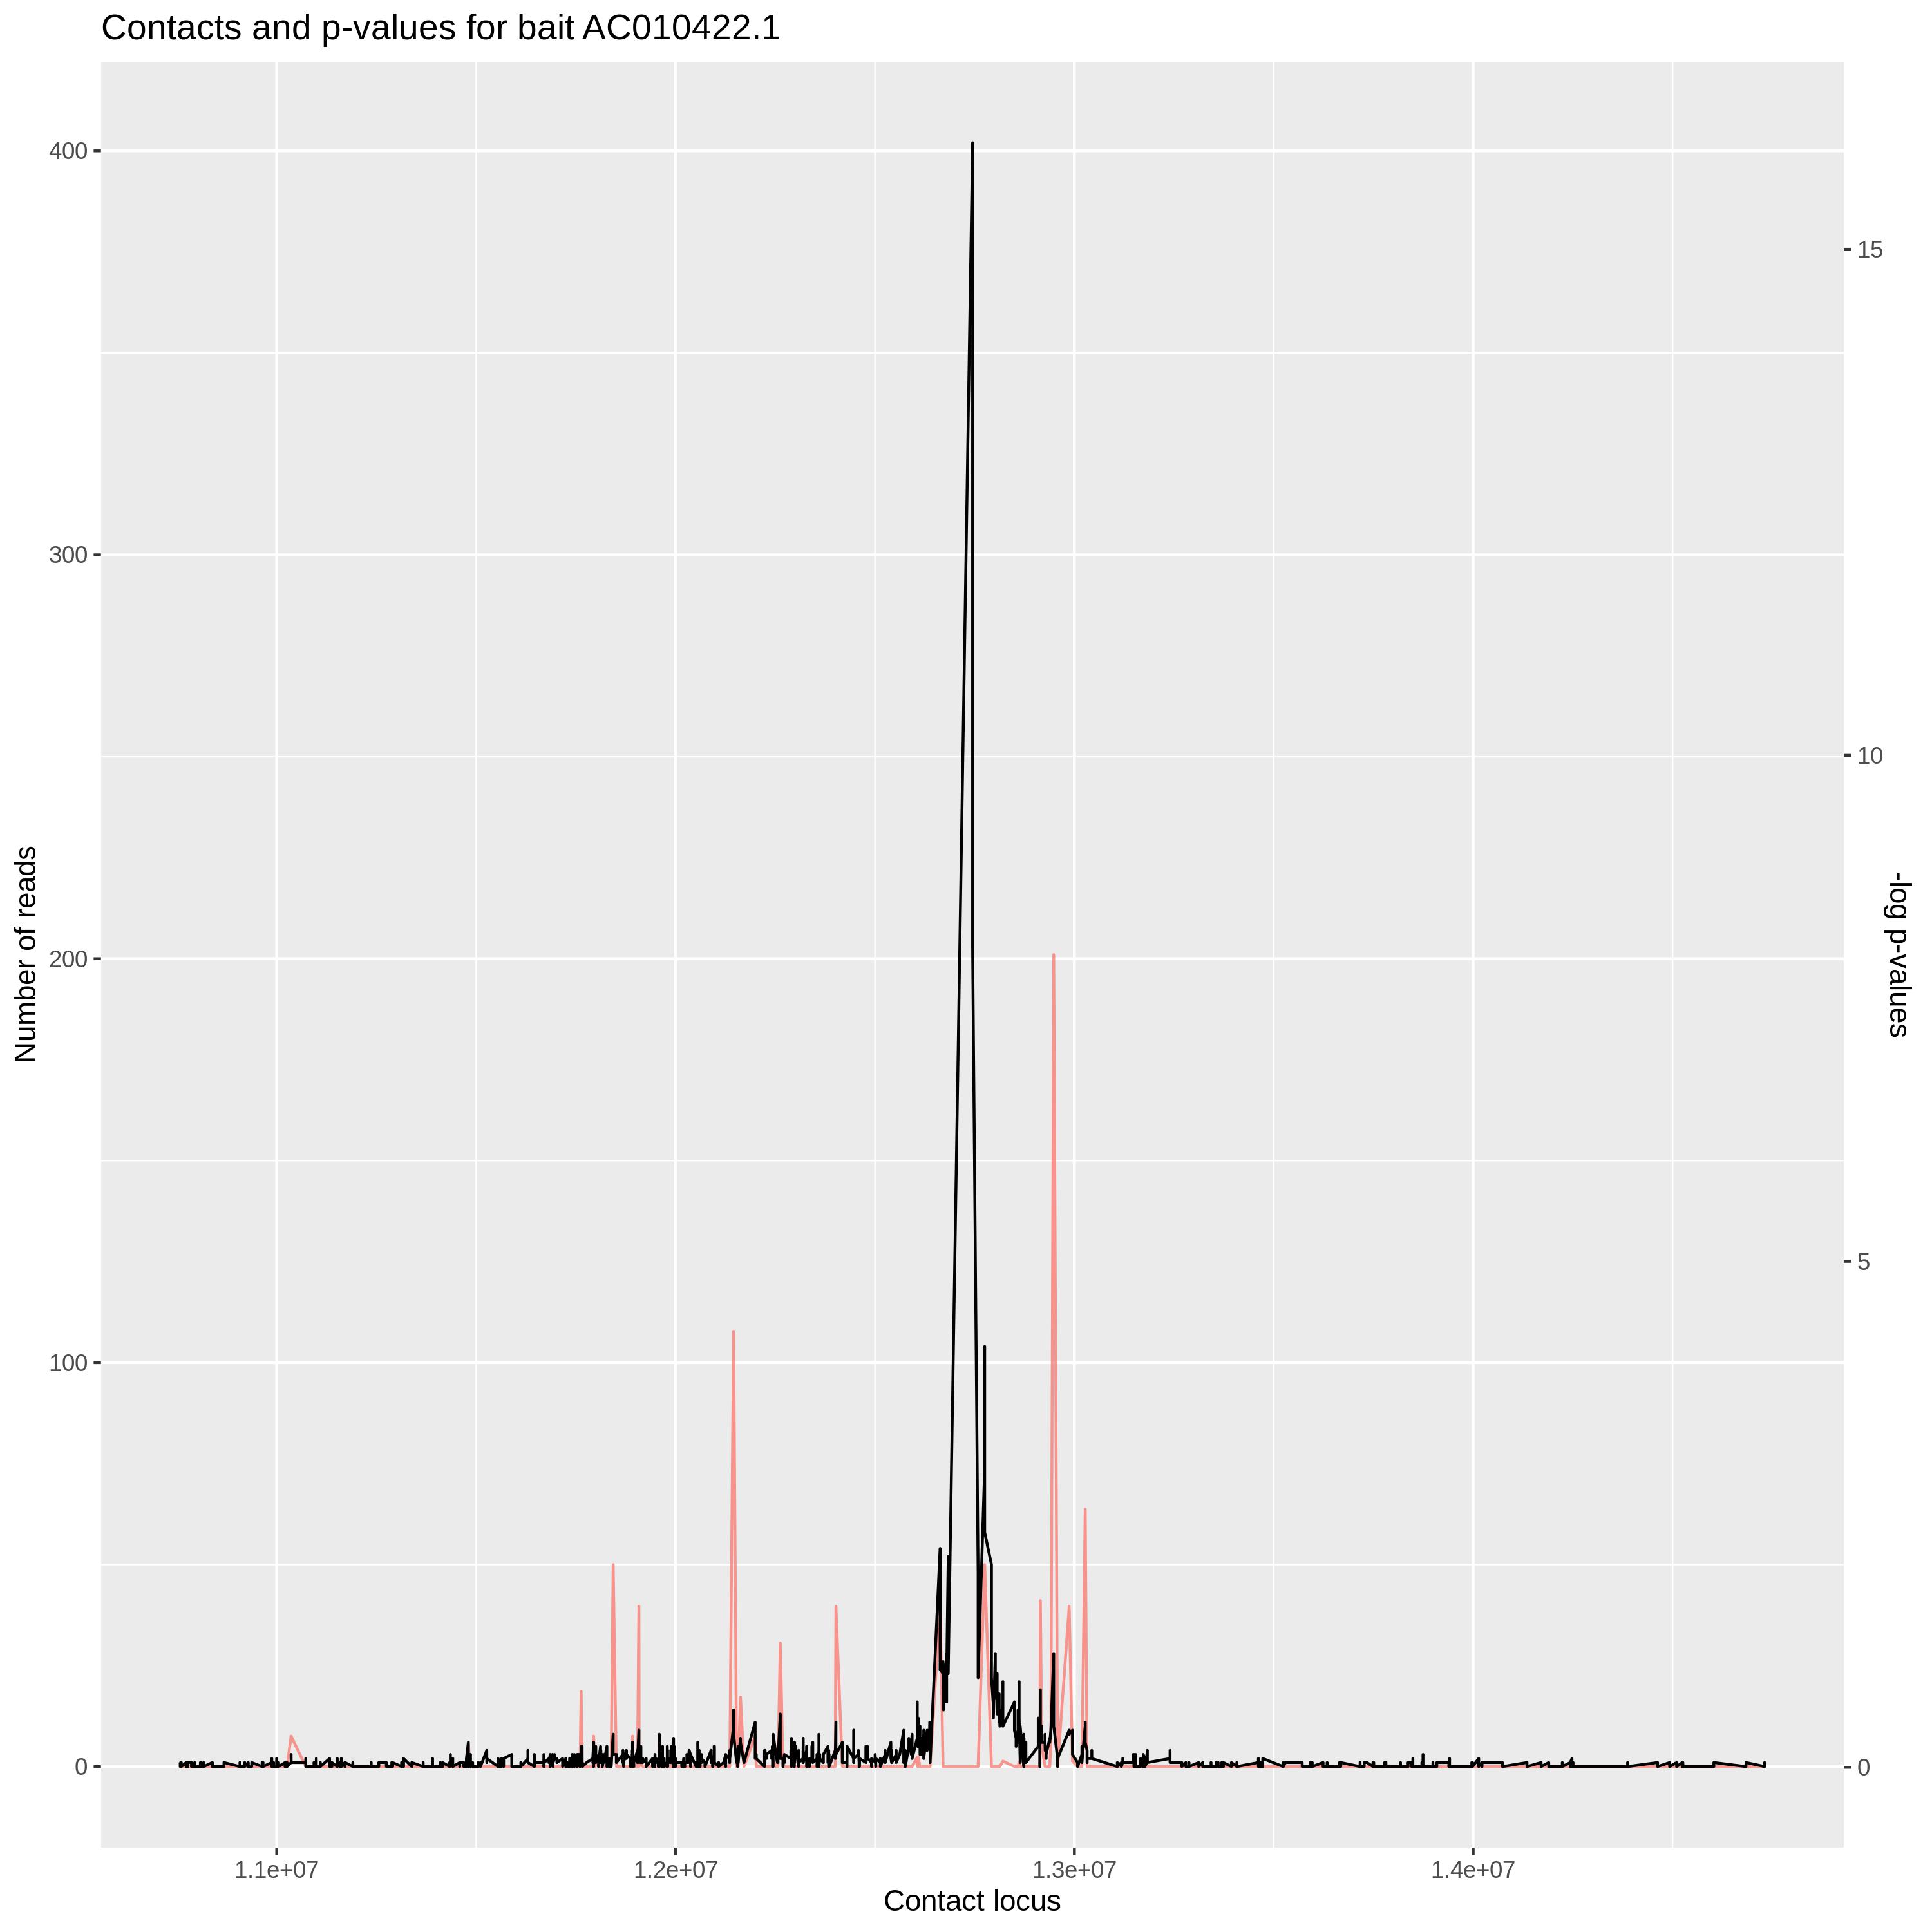 Contacts and p-values for bait AC010422.1
400
300
200
100
0
Number of reads
15
10
5
0
-log p-values
1.1e+07
1.2e+07
1.3e+07
1.4e+07
Contact locus